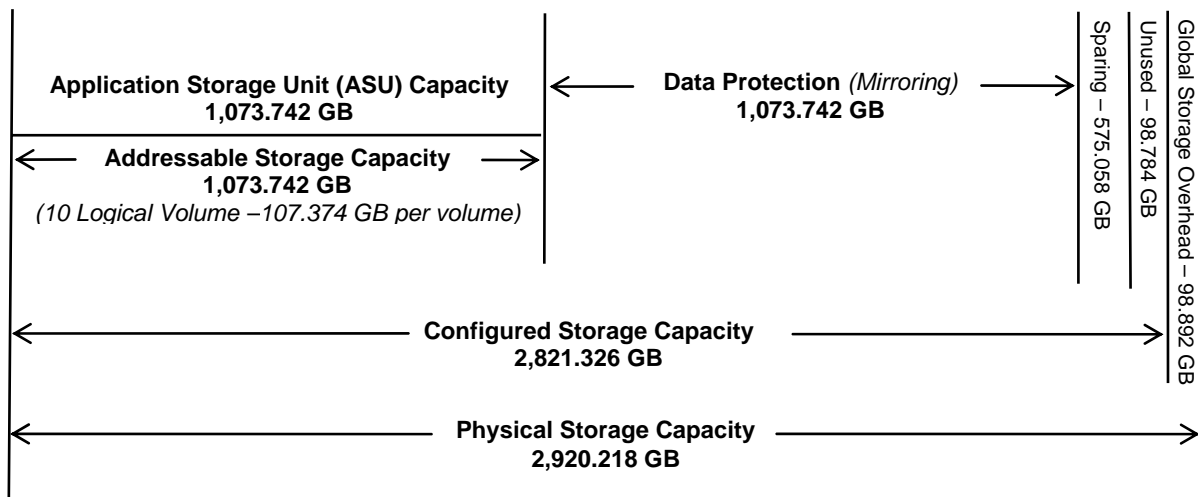 Application Storage Unit (ASU) Capacity
1,073.742 GB
Addressable Storage Capacity
1,073.742 GB
(10 Logical Volume –107.374 GB per volume)
Data Protection (Mirroring)
1,073.742 GB
Sparing – 575.058 GB
Unused – 98.784 GB
Global Storage Overhead – 98.892 GB
Configured Storage Capacity
2,821.326 GB
Physical Storage Capacity
2,920.218 GB